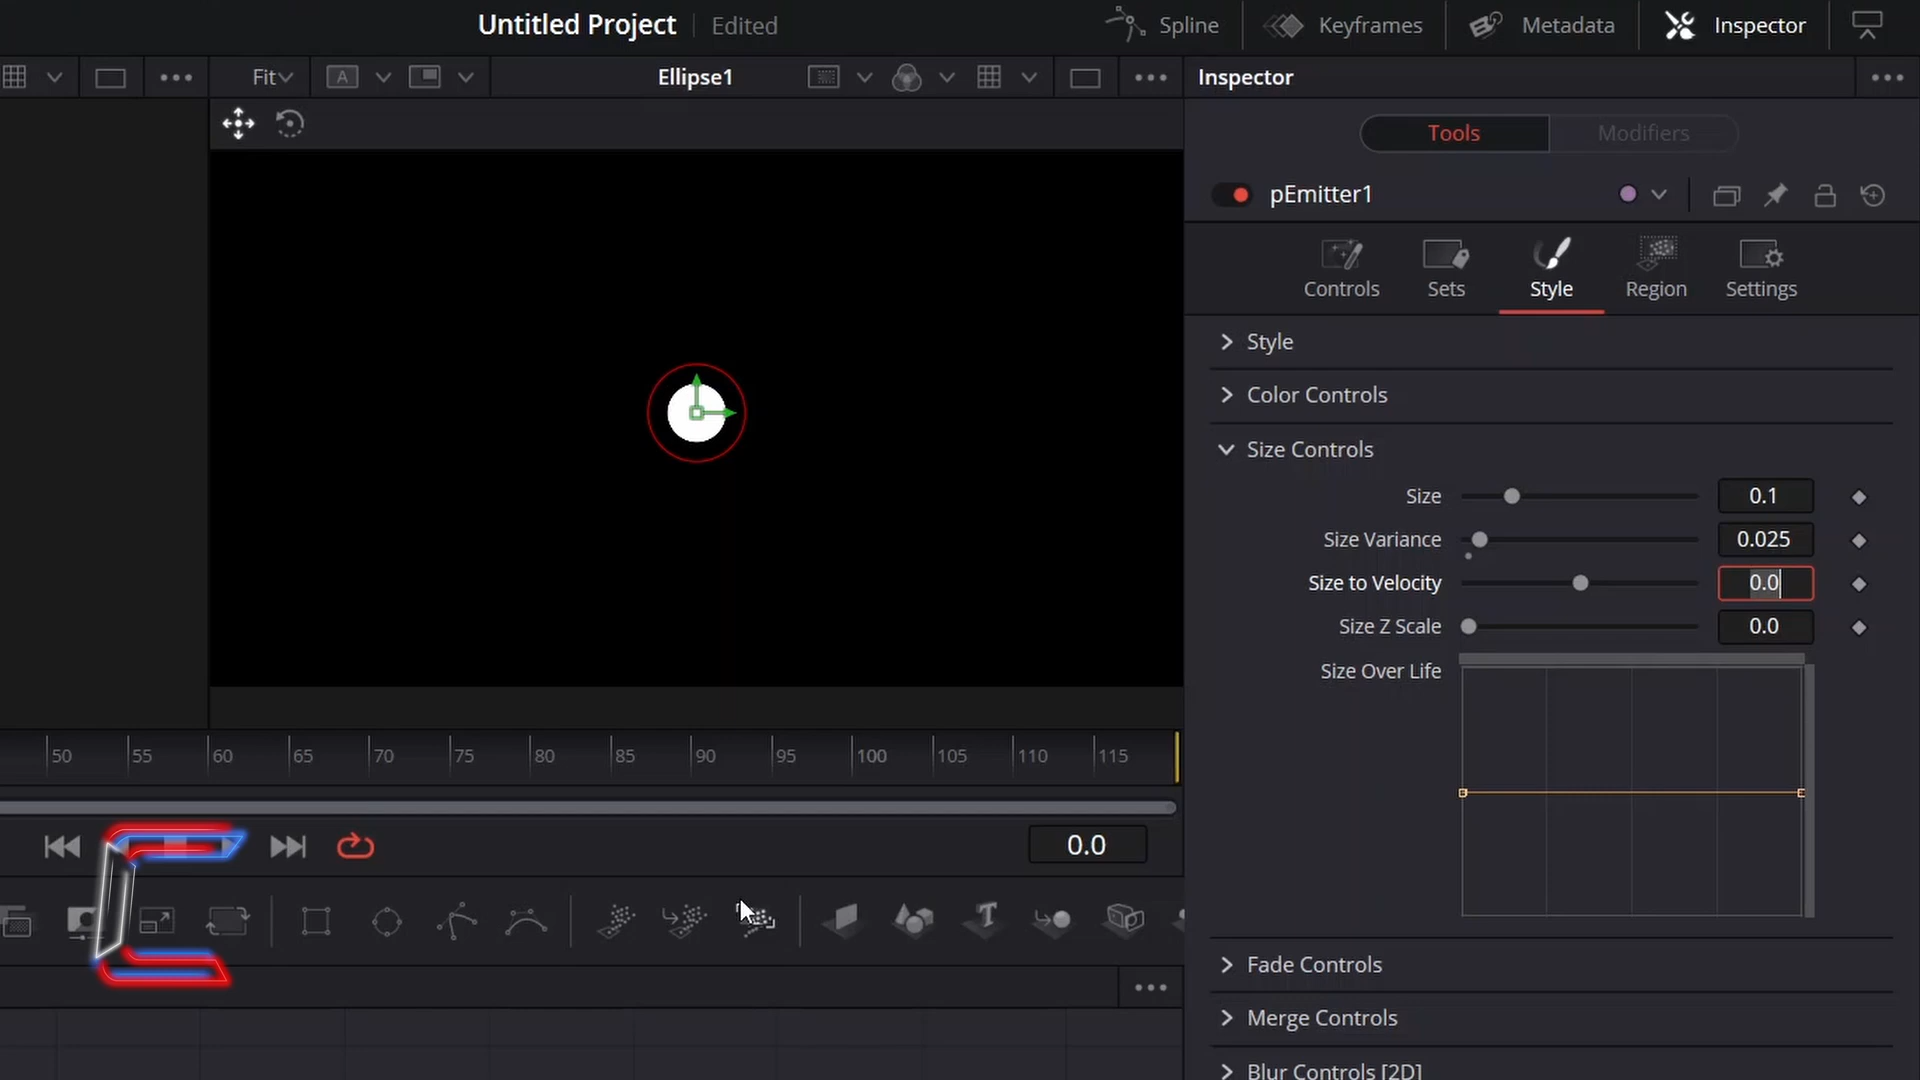 Untitled Project Edited Spline Keyframes Metadata Inspector
Fit A Ellipse1 Inspector
Tools Modifiers
pEmitter1
Controls Sets Style Region Settings
Style
Color Controls
Size Controls
Size 0.1
Size Variance 0.025
Size to Velocity 0.0
Size Z Scale 0.0
Size Over Life
50 55 60 65 70 75 80 85 90 95 100 105 110 115
0.0
T
Fade Controls
Merge Controls
Blur Controls [2D]